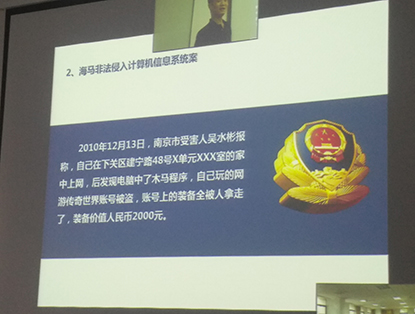 2、海马非法侵入计算机信息系统案
2010年12月13日，南京市受害人吴水彬报
称，自己在下关区建宁路48号X单元XXX室的家
中上网，后发现电脑中了木马程序，自己玩的网
游传奇世界账号被盗，账号上的装备全被人拿走
了，装备价值人民币2000元。